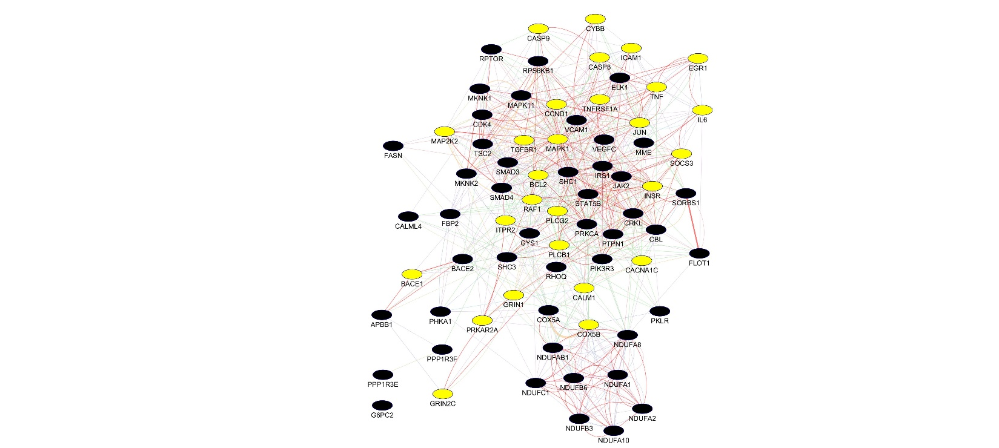 CYBB
CASP9
RPTOR
ICAM1
CASP8
RPS6KB1
EGR1
ELK1
MKNK1
TNF
MAPK11
TNFRSF1A
CCND1
IL6
CDK4
VCAM1
JUN
MAP2K2
TGFBR1
MAPK1
VEGFC
MME
TSC2
FASN
SOCS3
SMAD3
MKNK2
SHC1
IRS1
BCL2
JAK2
SMAD4
INSR
STAT5B
SORBS1
RAF1
CALML4
FBP2
ITPR2
PLCG2
CRKL
GYS1
PRKCA
PTPN1
CBL
PLCB1
BACE2
SHC3
RHOQ
PIK3R3
CACNA1C
FLOT1
BACE1
CALM1
GRIN1
APBB1
PHKA1
COX5A
PKLR
PRKAR2A
COX5B
NDUFA8
PPP1R3F
NDUFAB1
PPP1R3E
NDUFC1
NDUFB6
NDUFA1
GRIN2C
G6PC2
NDUFA2
NDUFB3
NDUFA10